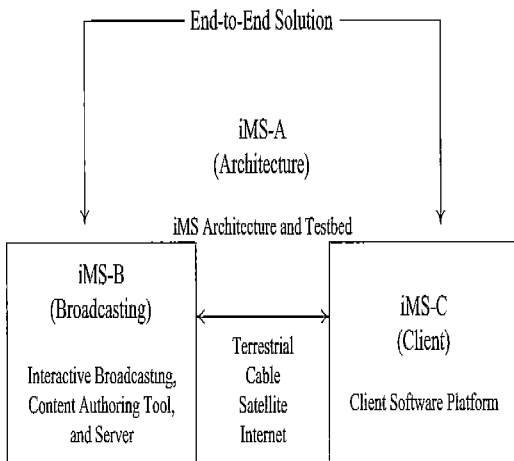 End-to-End Solution
iMS-A
(Architecture)
iMS Architecture and Testbed
iMS-B
(Broadcasting)
Interactive Broadcasting,
Content Authoring Tool,
and Server
Terrestrial
Cable
Satellite
Internet
iMS-C
(Client)
Client Software Platform